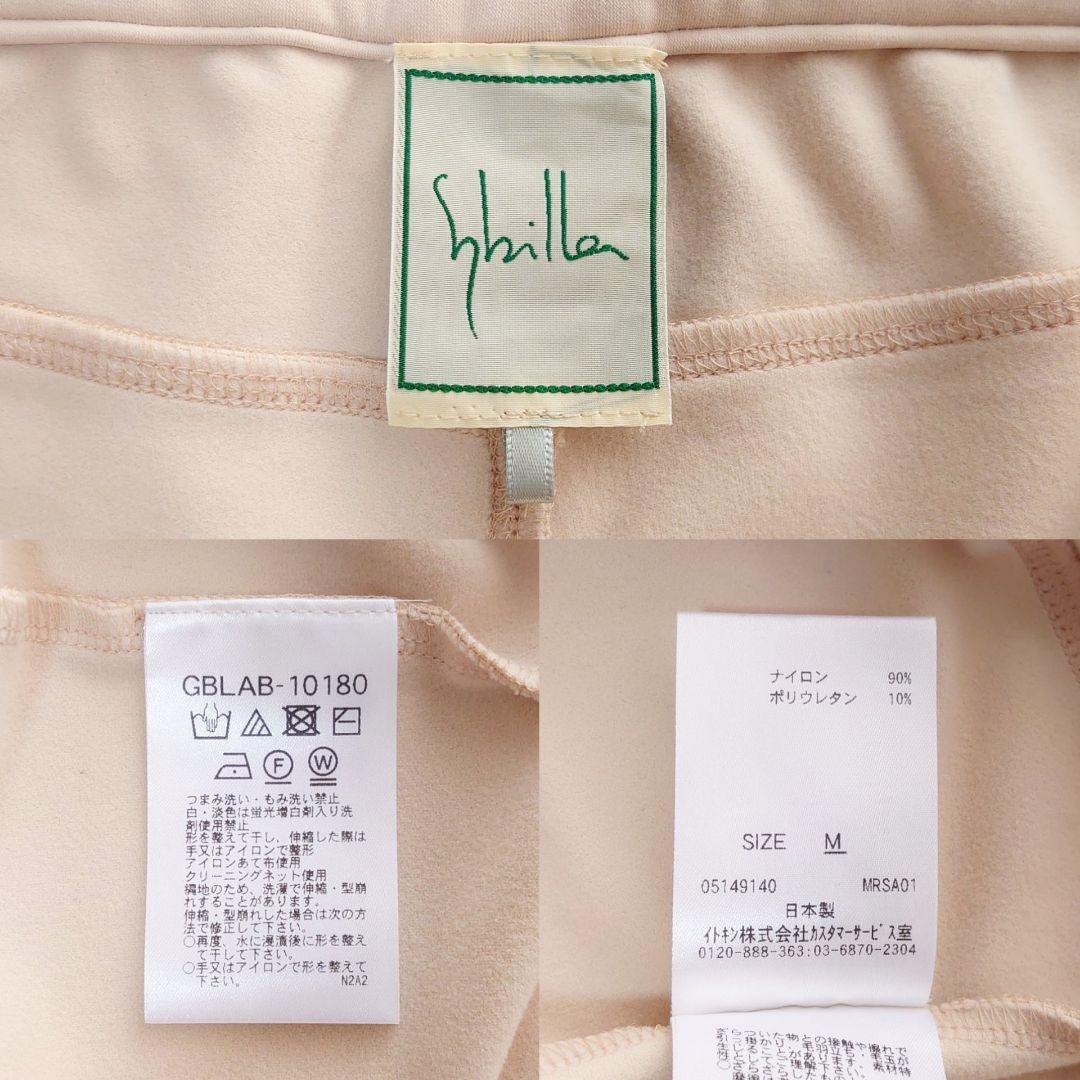 Sybilla
GBLAB-10180
F
W
つまみ洗い・もみ洗い禁止
白・淡色は蛍光増白剤入り洗
剤使用禁止
形を整えて干し、伸縮した際は
手又はアイロンで整形
アイロンあて布使用
クリーニングネット使用
編地のため、洗濯で伸縮・型崩
れすることがあります。
伸縮・型崩れした場合は次の方
法で修正して下さい。
○再度、水に浸漬後に形を整え
て干して下さい。
○手又はアイロンで形を整えて
下さい。 N2A2
ナイロン 90%
ポリウレタン 10%
SIZE M
05149140 MRSA01
日本製
イトキン株式会社カスタマーサービス室
0120-888-363:03-6870-2304